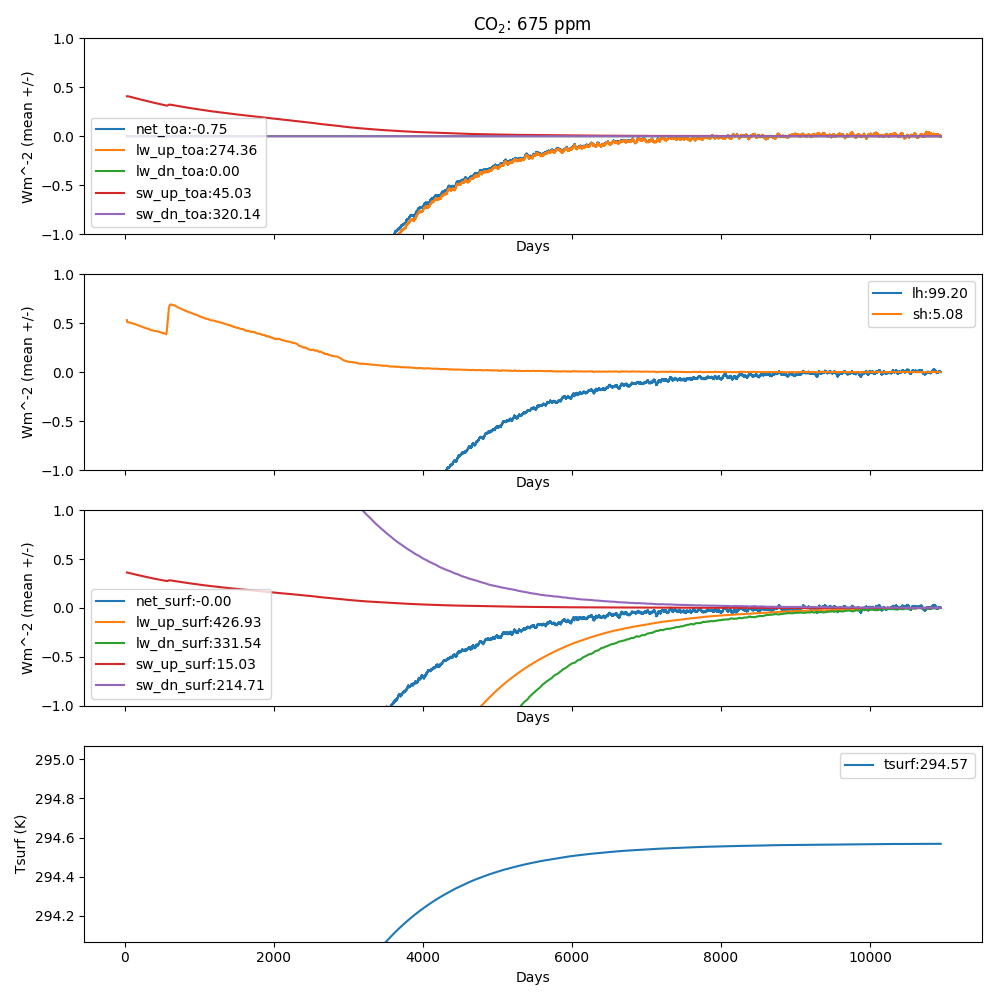 CO₂: 675 ppm
1.0
0.5
0.0
−0.5
−1.0
Wm^-2 (mean +/-)
net_toa:-0.75
lw_up_toa:274.36
lw_dn_toa:0.00
sw_up_toa:45.03
sw_dn_toa:320.14
Days
1.0
0.5
0.0
−0.5
−1.0
Wm^-2 (mean +/-)
lh:99.20
sh:5.08
Days
1.0
0.5
0.0
−0.5
−1.0
Wm^-2 (mean +/-)
net_surf:-0.00
lw_up_surf:426.93
lw_dn_surf:331.54
sw_up_surf:15.03
sw_dn_surf:214.71
Days
295.0
294.8
294.6
294.4
294.2
Tsurf (K)
tsurf:294.57
0 2000 4000 6000 8000 10000
Days